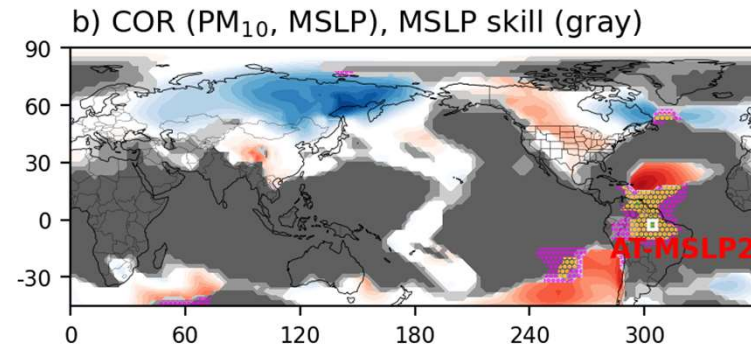 b) COR (PM₁₀, MSLP), MSLP skill (gray)
90
60
30
0
-30
AT-MSLP2
0 60 120 180 240 300